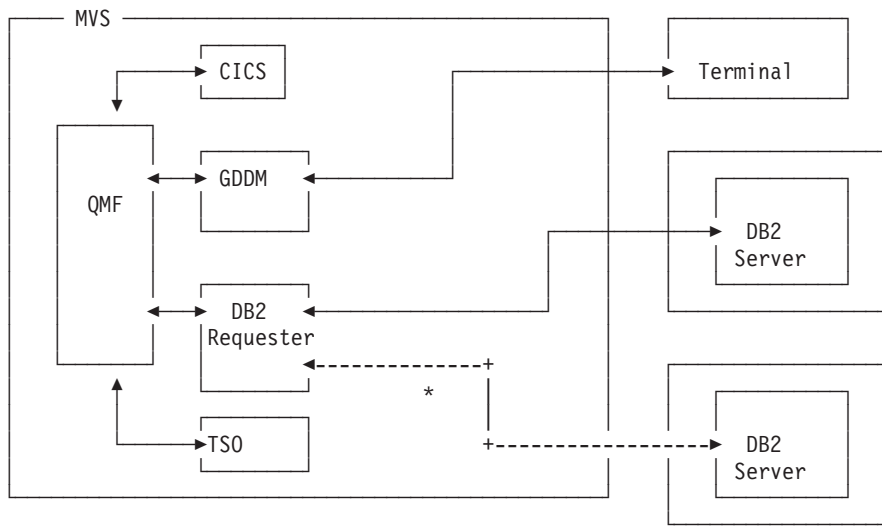 MVS
CICS
Terminal
GDDM
QMF
DB2
Server
DB2
Requester
*
TSO
DB2
Server